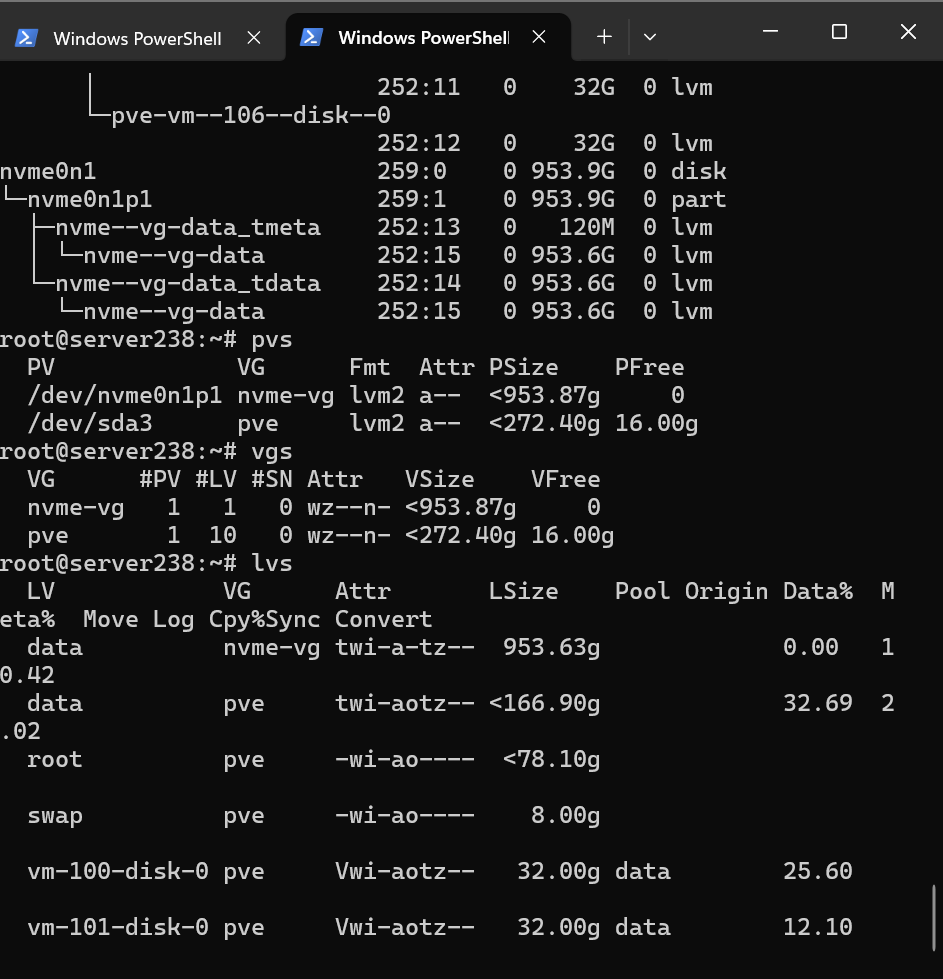 Windows PowerShell
Windows PowerShell
252:11 0 32G 0 lvm
└─pve-vm--106--disk--0
252:12 0 32G 0 lvm
nvme0n1 259:0 0 953.9G 0 disk
└─nvme0n1p1 259:1 0 953.9G 0 part
├─nvme--vg-data_tmeta 252:13 0 120M 0 lvm
│ └─nvme--vg-data 252:15 0 953.6G 0 lvm
└─nvme--vg-data_tdata 252:14 0 953.6G 0 lvm
└─nvme--vg-data 252:15 0 953.6G 0 lvm
root@server238:~# pvs
PV VG Fmt Attr PSize PFree
/dev/nvme0n1p1 nvme-vg lvm2 a-- <953.87g 0
/dev/sda3 pve lvm2 a-- <272.40g 16.00g
root@server238:~# vgs
VG #PV #LV #SN Attr VSize VFree
nvme-vg 1 1 0 wz--n- <953.87g 0
pve 1 10 0 wz--n- <272.40g 16.00g
root@server238:~# lvs
LV VG Attr LSize Pool Origin Data% M
eta% Move Log Cpy%Sync Convert
data nvme-vg twi-a-tz-- 953.63g 0.00 1
0.42
data pve twi-aotz-- <166.90g 32.69 2
.02
root pve -wi-ao---- <78.10g
swap pve -wi-ao---- 8.00g
vm-100-disk-0 pve Vwi-aotz-- 32.00g data 25.60
vm-101-disk-0 pve Vwi-aotz-- 32.00g data 12.10